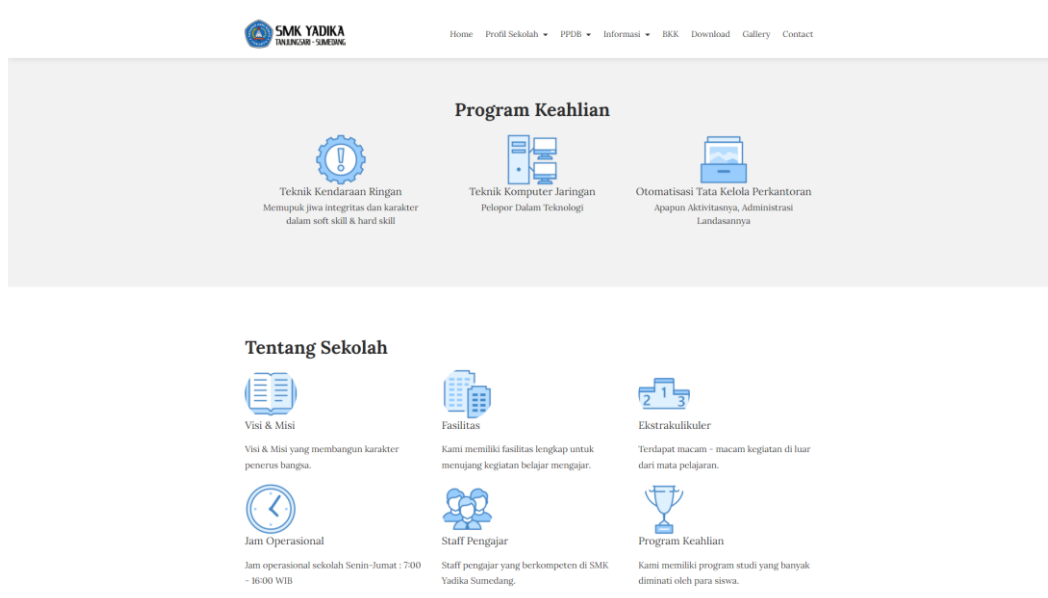 SMK YADIKA
TANJUNGSARI - SUMEDANG
Home Profil Sekolah PPDB Informasi BKK Download Gallery Contact
Program Keahlian
Teknik Kendaraan Ringan
Memupuk jiwa integritas dan karakter
dalam soft skill & hard skill
Teknik Komputer Jaringan
Pelopor Dalam Teknologi
Otomatisasi Tata Kelola Perkantoran
Apapun Aktivitasnya, Administrasi
Landasannya
Tentang Sekolah
Visi & Misi
Visi & Misi yang membangun karakter
penerus bangsa.
Fasilitas
Kami memiliki fasilitas lengkap untuk
menujang kegiatan belajar mengajar.
1
2
3
Ekstrakulikuler
Terdapat macam - macam kegiatan di luar
dari mata pelajaran.
Jam Operasional
Jam operasional sekolah Senin-Jumat : 7:00
- 16:00 WIB
Staff Pengajar
Staff pengajar yang berkompeten di SMK
Yadika Sumedang.
Program Keahlian
Kami memiliki program studi yang banyak
diminati oleh para siswa.